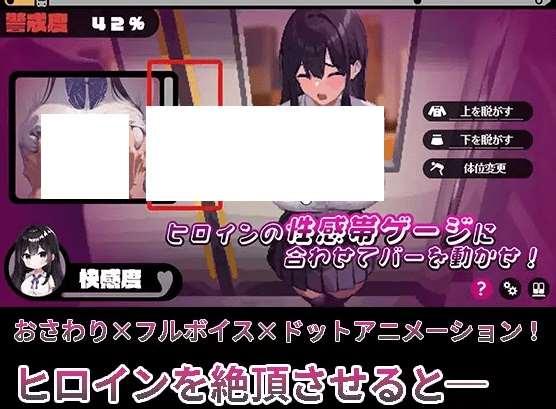 警戒度 42%
上を脱がす
下を脱がす
体位変更
ヒロインの性感帯ゲージに
合わせてバーを動かせ！
快感度
?
おさわり×フルボイス×ドットアニメーション！
ヒロインを絶頂させると─